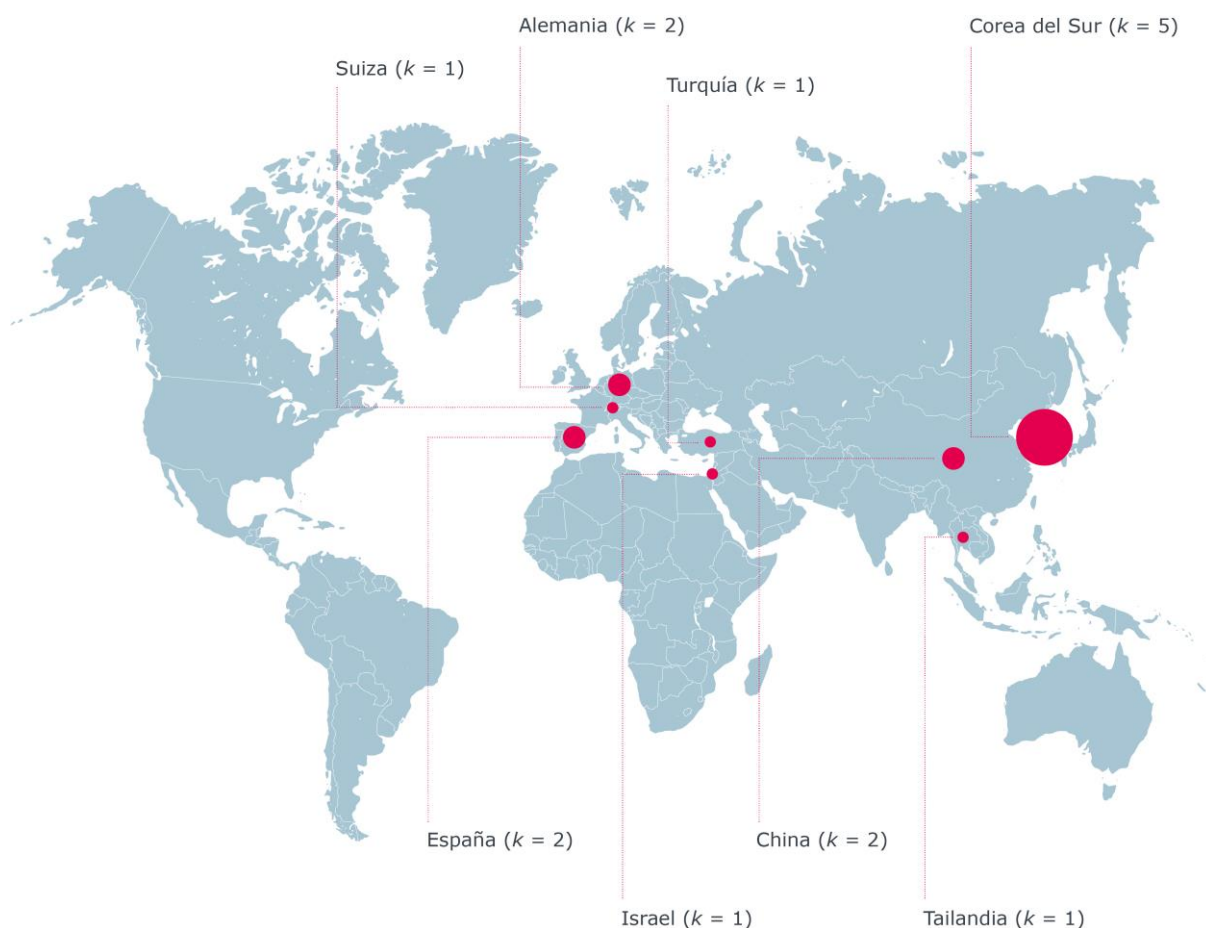 Alemania (k = 2)
Corea del Sur (k = 5)
Suiza (k = 1)
Turquía (k = 1)
España (k = 2)
China (k = 2)
Israel (k = 1)
Tailandia (k = 1)